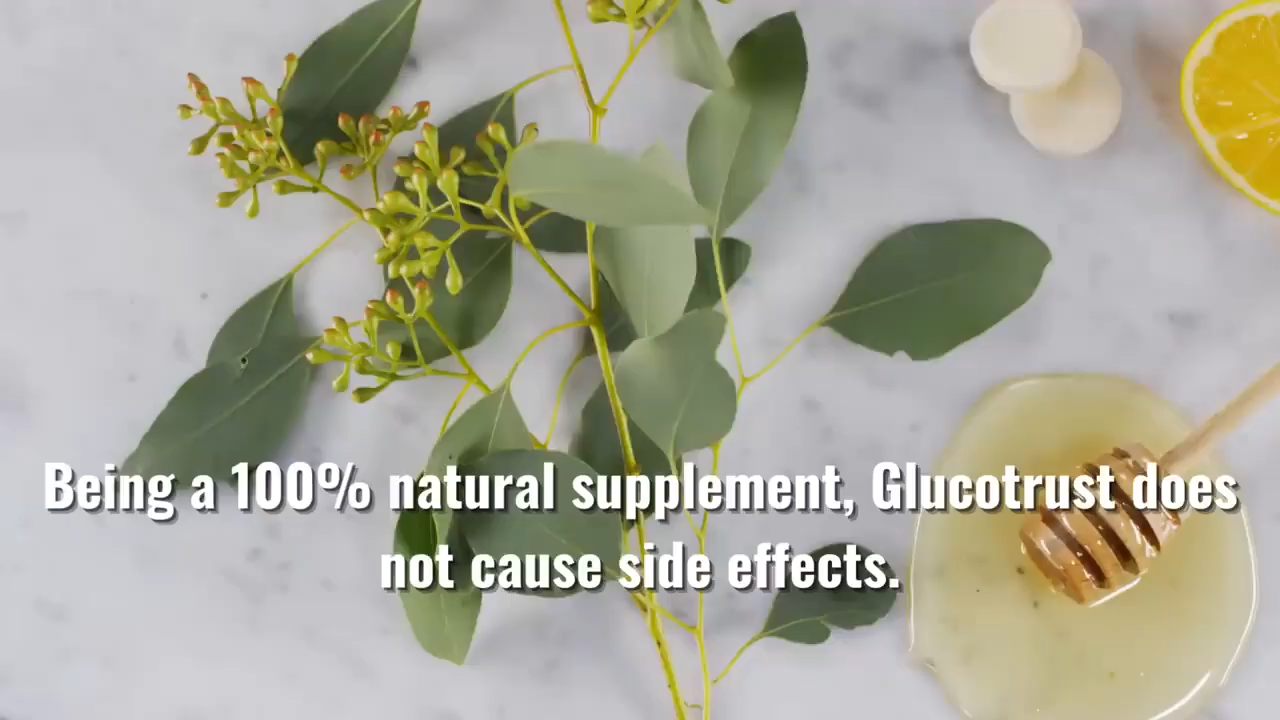 Being a 100% natural supplement, Glucotrust does
not cause side effects.